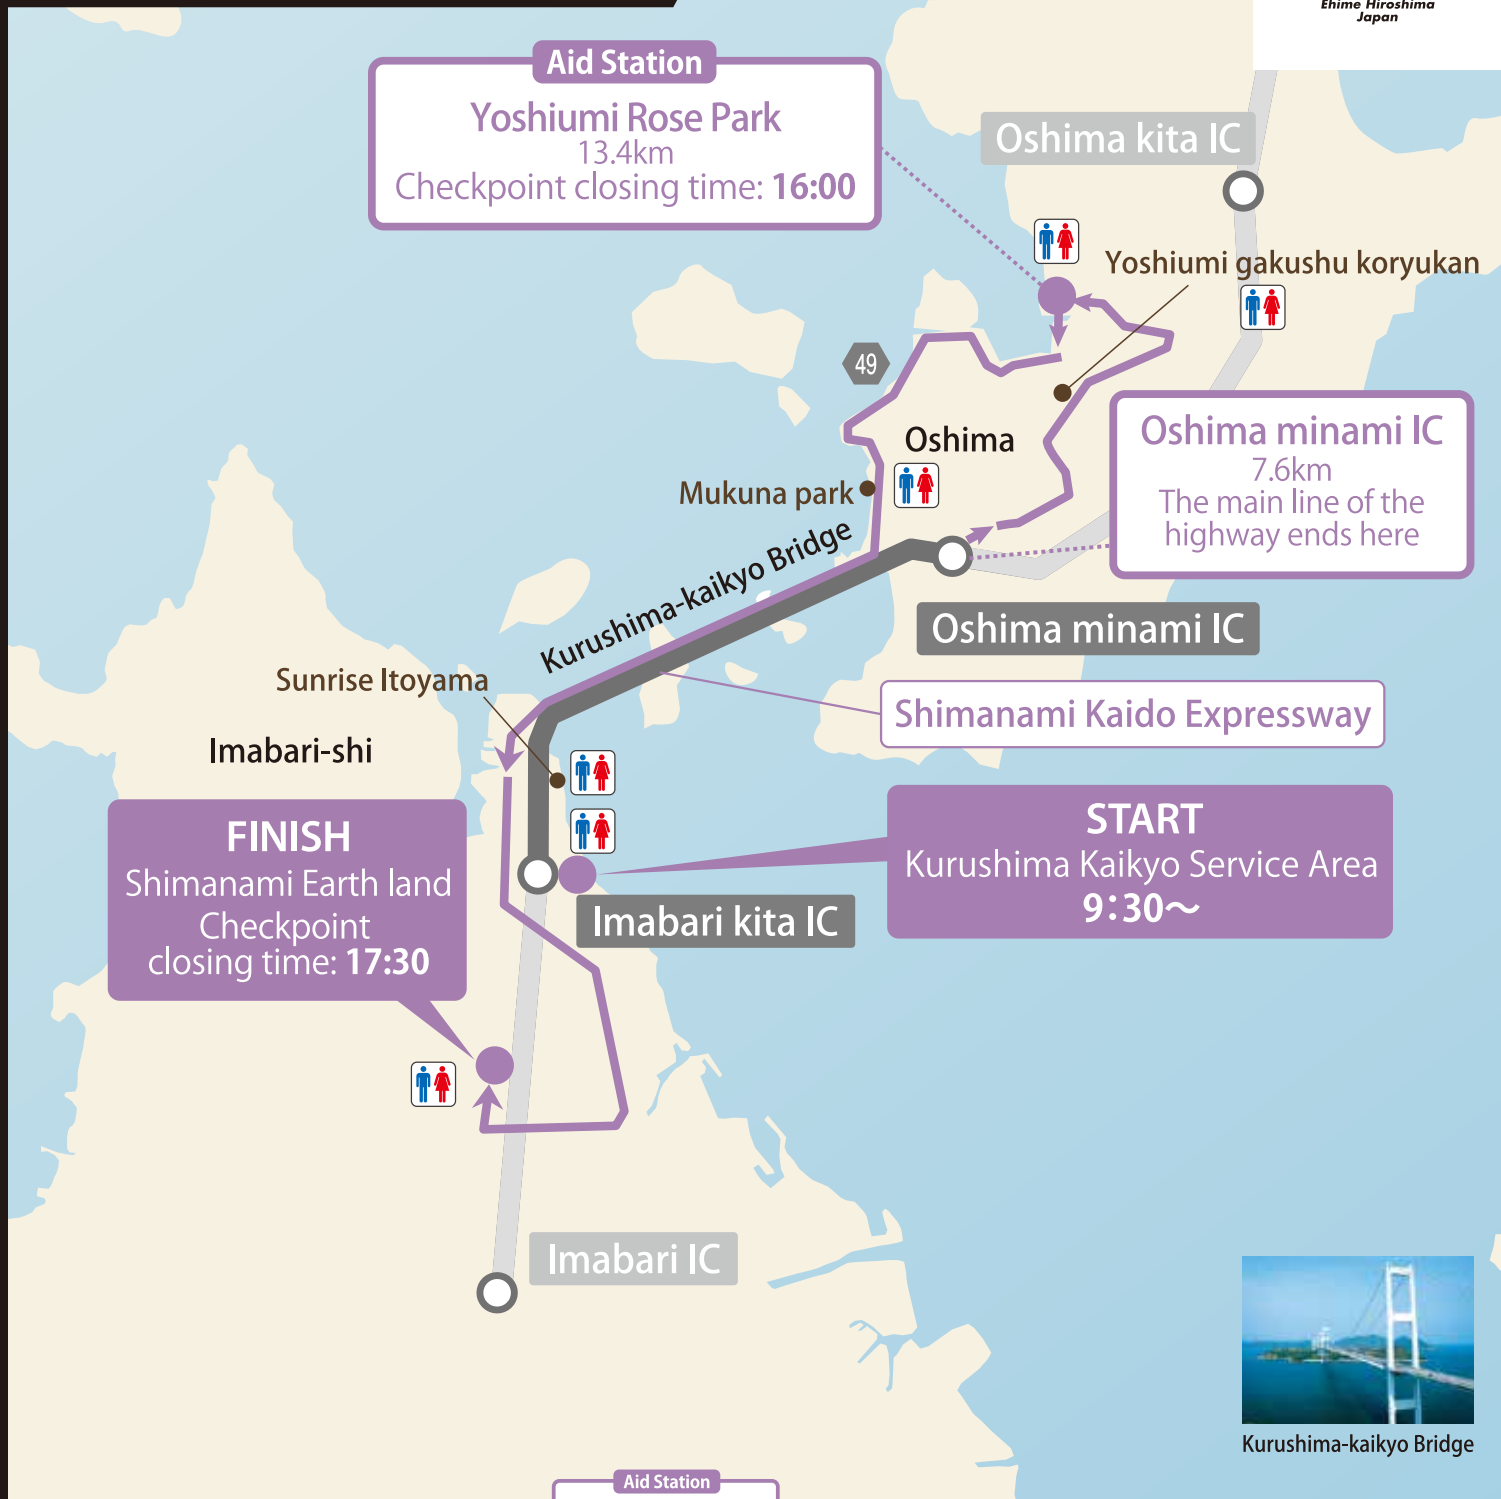 Ehime Hiroshima
Japan
Aid Station
Yoshiumi Rose Park
13.4km
Checkpoint closing time: 16:00
Oshima kita IC
Yoshiumi gakushu koryukan
49
Oshima
Oshima minami IC
7.6km
The main line of the
highway ends here
Mukuna park
Kurushima-kaikyo Bridge
Oshima minami IC
Sunrise Itoyama
Shimanami Kaido Expressway
Imabari-shi
FINISH
Shimanami Earth land
Checkpoint
closing time: 17:30
START
Kurushima Kaikyo Service Area
9:30～
Imabari kita IC
Imabari IC
Kurushima-kaikyo Bridge
Aid Station